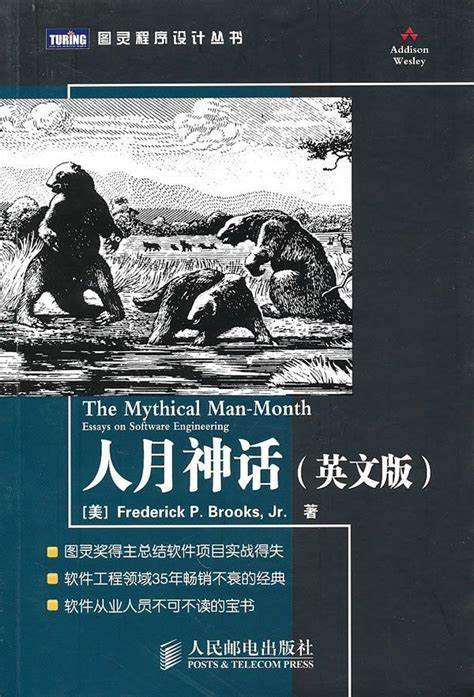 TURING 图灵程序设计丛书
Addison
Wesley
The Mythical Man-Month
Essays on Software Engineering
人月神话(英文版)
[美] Frederick P. Brooks, Jr. 著
图灵奖得主总结软件项目实战得失
软件工程领域35年畅销不衰的经典
软件从业人员不可不读的宝书
人民邮电出版社
POSTS & TELECOM PRESS